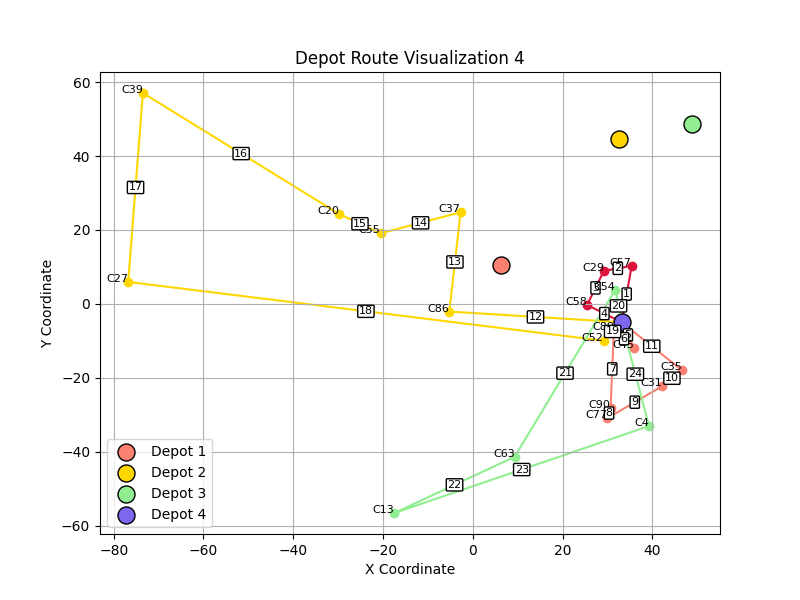 Depot Route Visualization 4
Y Coordinate
60
40
20
0
−20
−40
−60
−80
−60
−40
−20
0
20
40
X Coordinate
C39
C20
C55
C37
C27
C86
C52
C29
C57
C54
C58
C45
C35
C31
C90
C77
C4
C63
C13
1
2
3
4
6
7
8
9
10
11
12
13
14
15
16
17
18
19
20
21
22
23
24
Depot 1
Depot 2
Depot 3
Depot 4